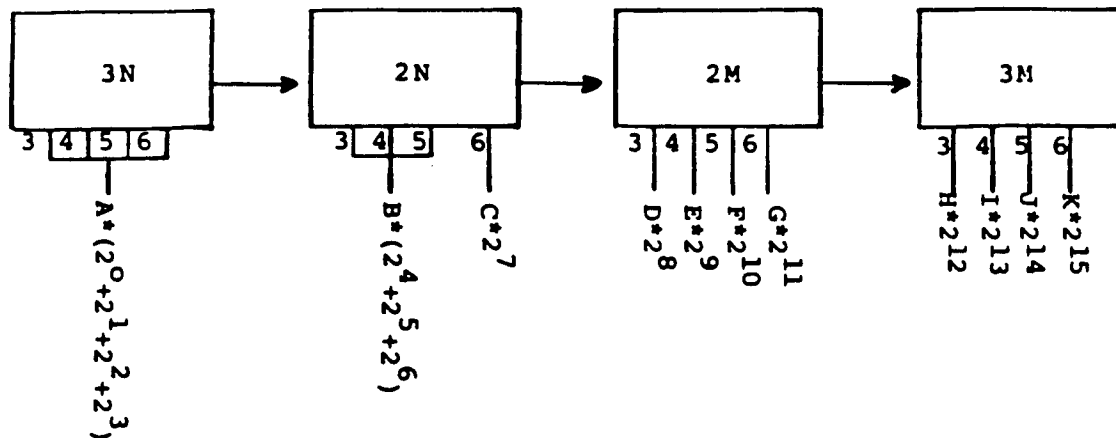 3N 2N 2M 3M
3 4 5 6 3 4 5 6 3 4 5 6 3 4 5 6
A*(2^0+2^1+2^2+2^3)
B*(2^4+2^5+2^6)
C*2^7
D*2^8
E*2^9
F*2^10
G*2^11
H*2^12
I*2^13
J*2^14
K*2^15